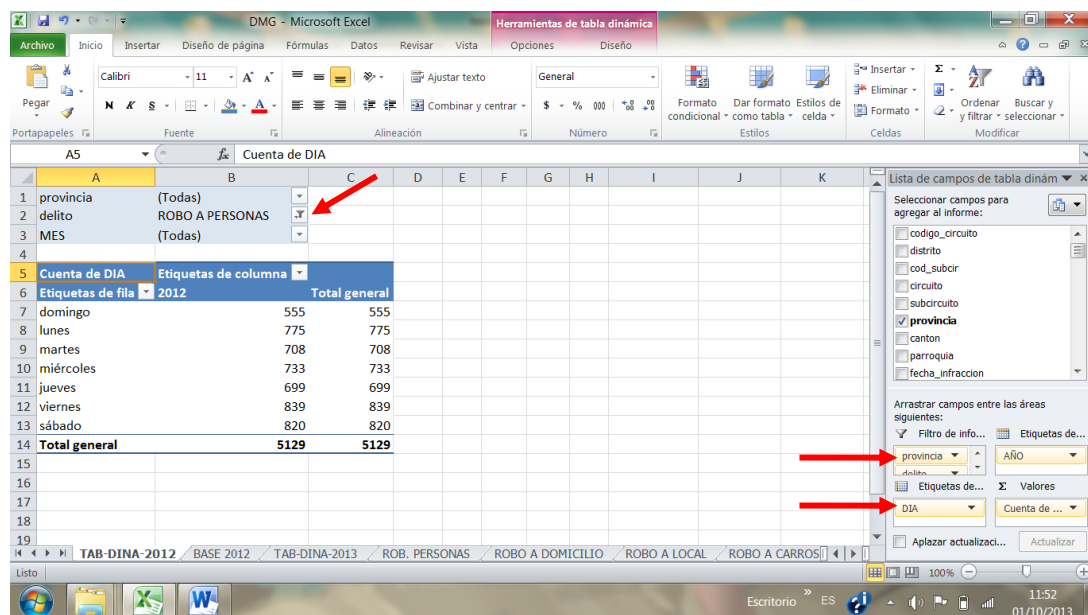 DMG - Microsoft Excel
Herramientas de tabla dinámica
Archivo Inicio Insertar Diseño de página Fórmulas Datos Revisar Vista Opciones Diseño
Pegar
Calibri 11
N K S
Ajustar texto
Combinar y centrar
General
$ % 000
Formato condicional
Dar formato como tabla
Estilos de celda
Insertar
Eliminar
Formato
Ordenar y filtrar
Buscar y seleccionar
Portapapeles Fuente Alineación Número Estilos Celdas Modificar
A5 fx Cuenta de DIA
A B C D E F G H I J K
1 provincia (Todas)
2 delito ROBO A PERSONAS
3 MES (Todas)
4
5 Cuenta de DIA Etiquetas de columna
6 Etiquetas de fila 2012 Total general
7 domingo 555 555
8 lunes 775 775
9 martes 708 708
10 miércoles 733 733
11 jueves 699 699
12 viernes 839 839
13 sábado 820 820
14 Total general 5129 5129
15
16
17
18
19
Lista de campos de tabla dinám
Seleccionar campos para
agregar al informe:
codigo_circuito
distrito
cod_subcir
circuito
subcircuito
provincia
canton
parroquia
fecha_infraccion
Arrastrar campos entre las áreas
siguientes:
Filtro de info... Etiquetas de...
provincia AÑO
delito
Etiquetas de... Σ Valores
DIA Cuenta de ...
Aplazar actualizaci... Actualizar
TAB-DINA-2012 BASE 2012 TAB-DINA-2013 ROB. PERSONAS ROBO A DOMICILIO ROBO A LOCAL ROBO A CARROS
Listo 100%
Escritorio » ES 11:52
01/10/2013